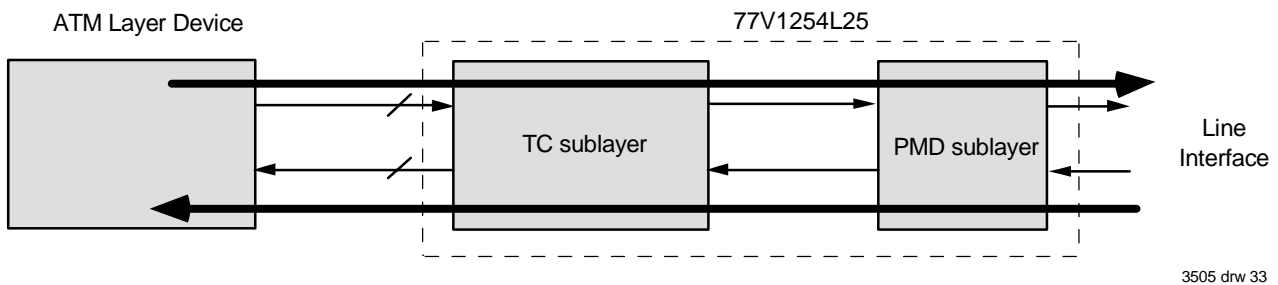 ATM Layer Device
77V1254L25
TC sublayer
PMD sublayer
Line
Interface
3505 drw 33